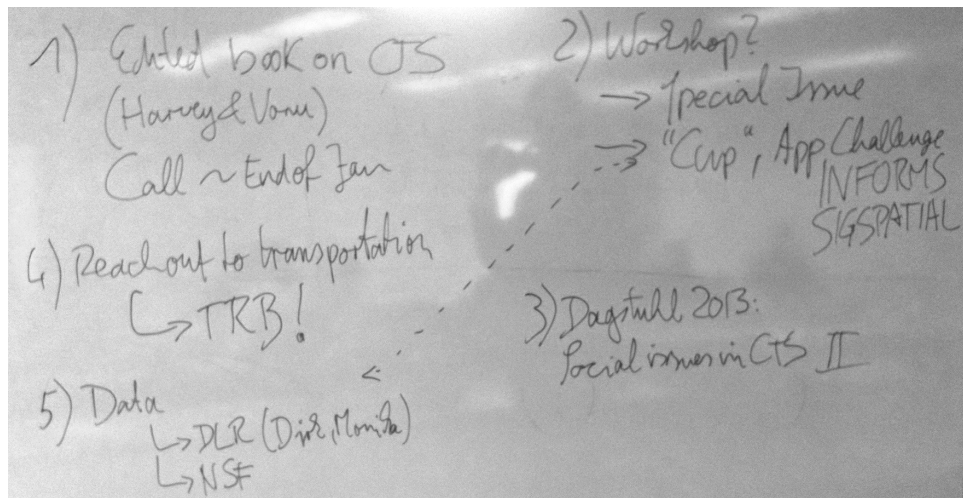 1) Edited book on CTS
(Harvey & Vonu)
Call ~ End of Jan
2) Workshop?
→ Special Issue
→ "Cup", App Challenge
INFORMS
SIGSPATIAL
3) Dagstuhl 2013:
Social issues in CTS II
4) Reachout to transportation
↳ TRB!
5) Data
↳ DLR (Dirk, Monika)
↳ NSF